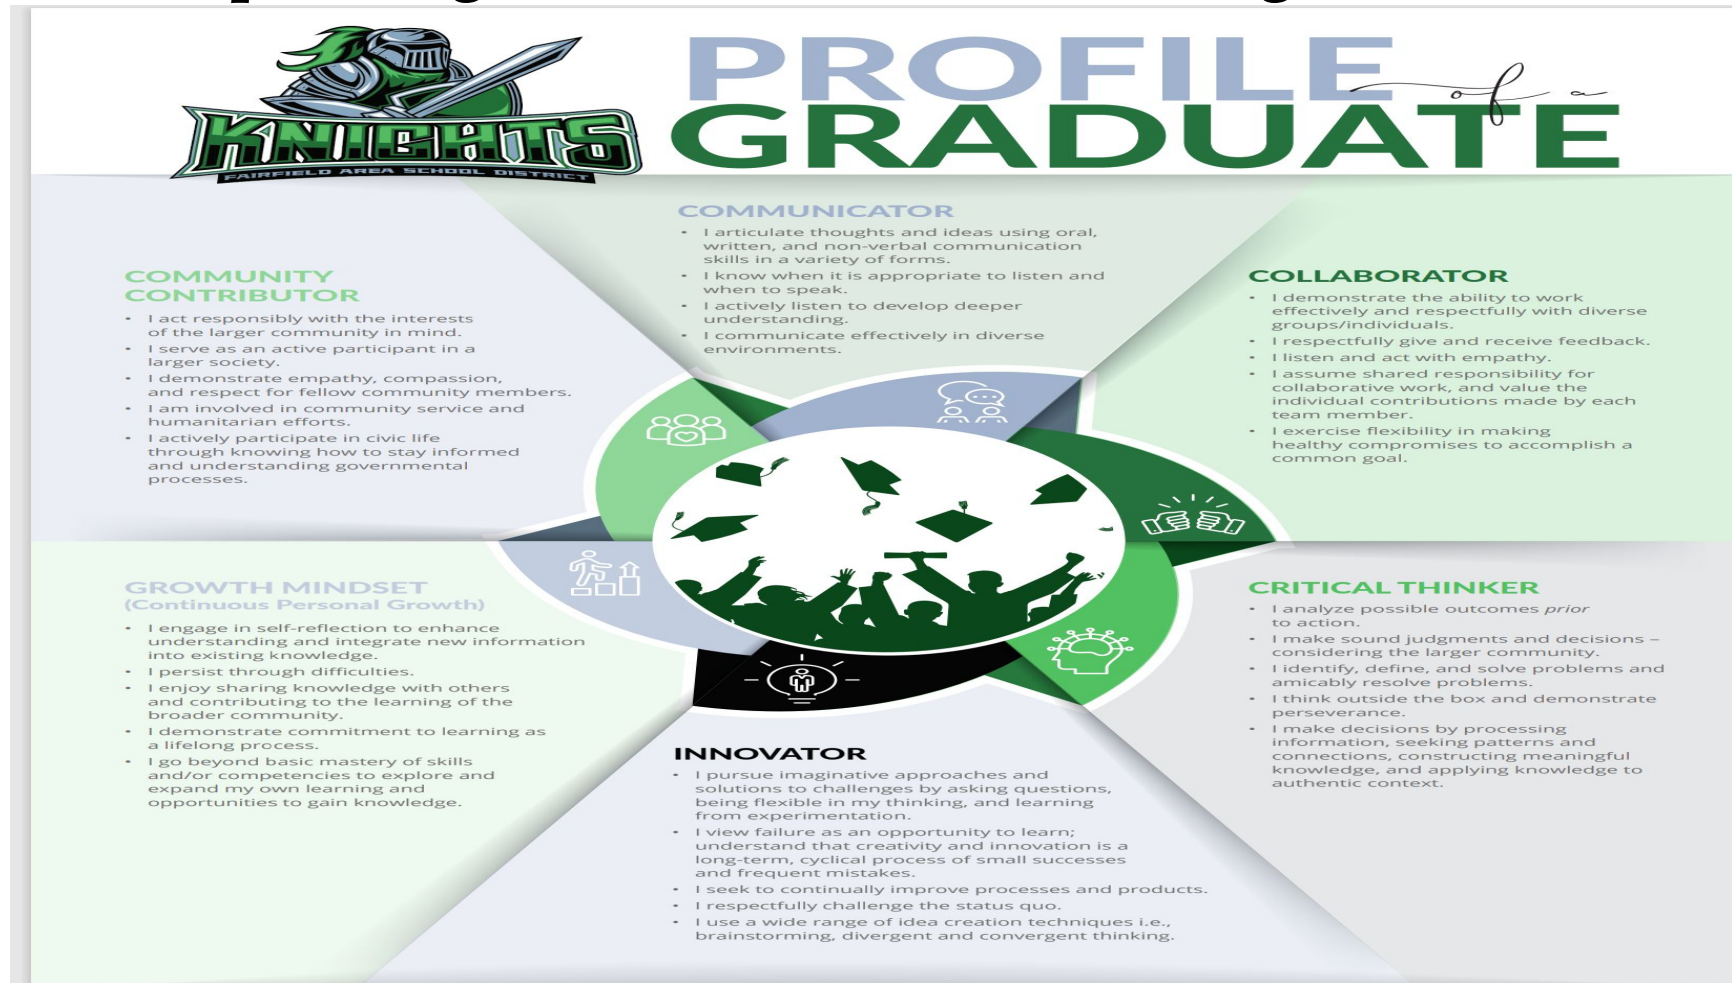 KNIGHTS
FAIRFIELD AREA SCHOOL DISTRICT
PROFILE
of a
GRADUATE
COMMUNICATOR
• I articulate thoughts and ideas using oral,
written, and non-verbal communication
skills in a variety of forms.
• I know when it is appropriate to listen and
when to speak.
• I actively listen to develop deeper
understanding.
• I communicate effectively in diverse
environments.
COMMUNITY
CONTRIBUTOR
• I act responsibly with the interests
of the larger community in mind.
• I serve as an active participant in a
larger society.
• I demonstrate empathy, compassion,
and respect for fellow community members.
• I am involved in community service and
humanitarian efforts.
• I actively participate in civic life
through knowing how to stay informed
and understanding governmental
processes.
COLLABORATOR
• I demonstrate the ability to work
effectively and respectfully with diverse
groups/individuals.
• I respectfully give and receive feedback.
• I listen and act with empathy.
• I assume shared responsibility for
collaborative work, and value the
individual contributions made by each
team member.
• I exercise flexibility in making
healthy compromises to accomplish a
common goal.
GROWTH MINDSET
(Continuous Personal Growth)
• I engage in self-reflection to enhance
understanding and integrate new information
into existing knowledge.
• I persist through difficulties.
• I enjoy sharing knowledge with others
and contributing to the learning of the
broader community.
• I demonstrate commitment to learning as
a lifelong process.
• I go beyond basic mastery of skills
and/or competencies to explore and
expand my own learning and
opportunities to gain knowledge.
CRITICAL THINKER
• I analyze possible outcomes prior
to action.
• I make sound judgments and decisions –
considering the larger community.
• I identify, define, and solve problems and
amicably resolve problems.
• I think outside the box and demonstrate
perseverance.
• I make decisions by processing
information, seeking patterns and
connections, constructing meaningful
knowledge, and applying knowledge to
authentic context.
INNOVATOR
• I pursue imaginative approaches and
solutions to challenges by asking questions,
being flexible in my thinking, and learning
from experimentation.
• I view failure as an opportunity to learn;
understand that creativity and innovation is a
long-term, cyclical process of small successes
and frequent mistakes.
• I seek to continually improve processes and products.
• I respectfully challenge the status quo.
• I use a wide range of idea creation techniques i.e.,
brainstorming, divergent and convergent thinking.